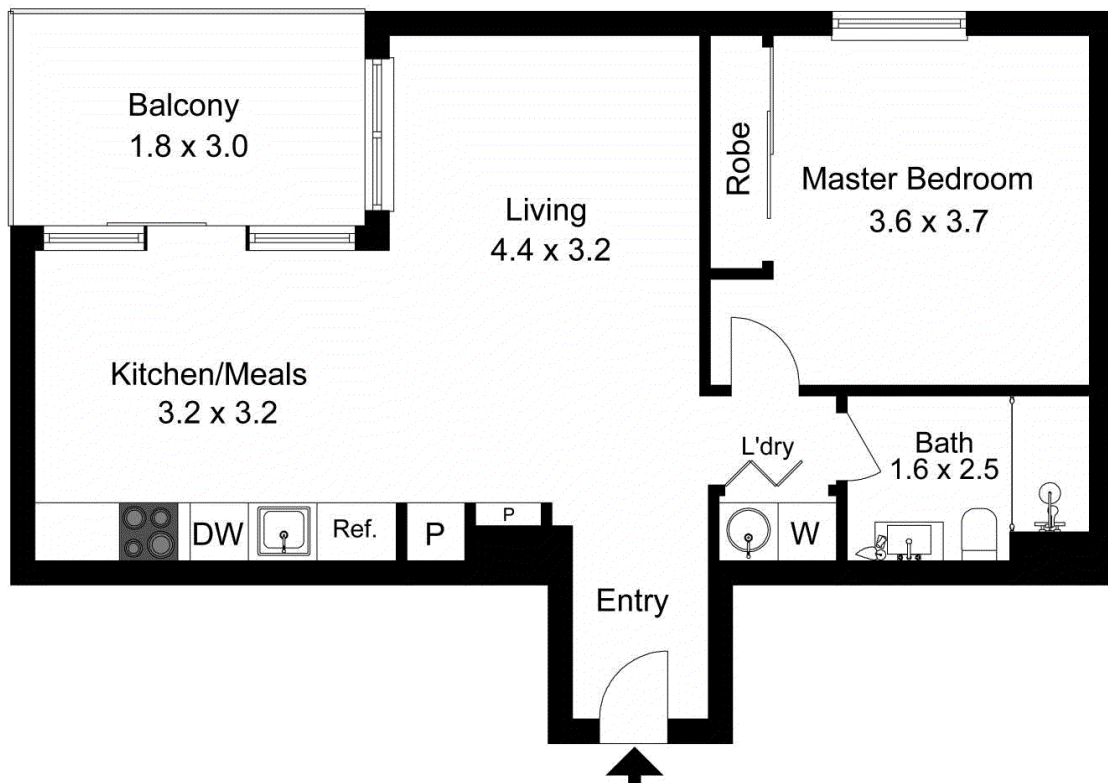 Balcony
1.8 x 3.0
Living
4.4 x 3.2
Robe
Master Bedroom
3.6 x 3.7
Kitchen/Meals
3.2 x 3.2
L'dry
Bath
1.6 x 2.5
DW
Ref.
P
P
W
Entry